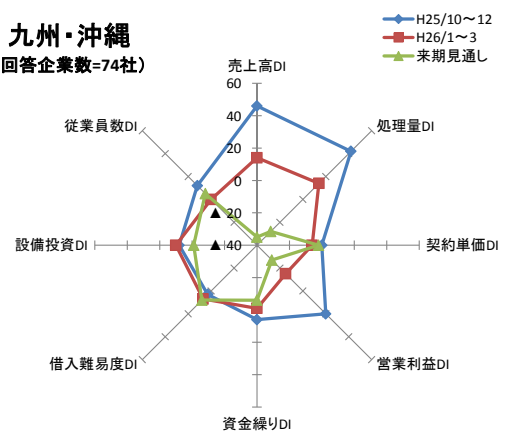 九州・沖縄
回答企業数=74社）
H25/10～12
H26/1～3
来期見通し
売上高DI
60
従業員数DI
処理量DI
40
20
0
▲ 20
設備投資DI
▲ 40
契約単価DI
借入難易度DI
営業利益DI
資金繰りDI